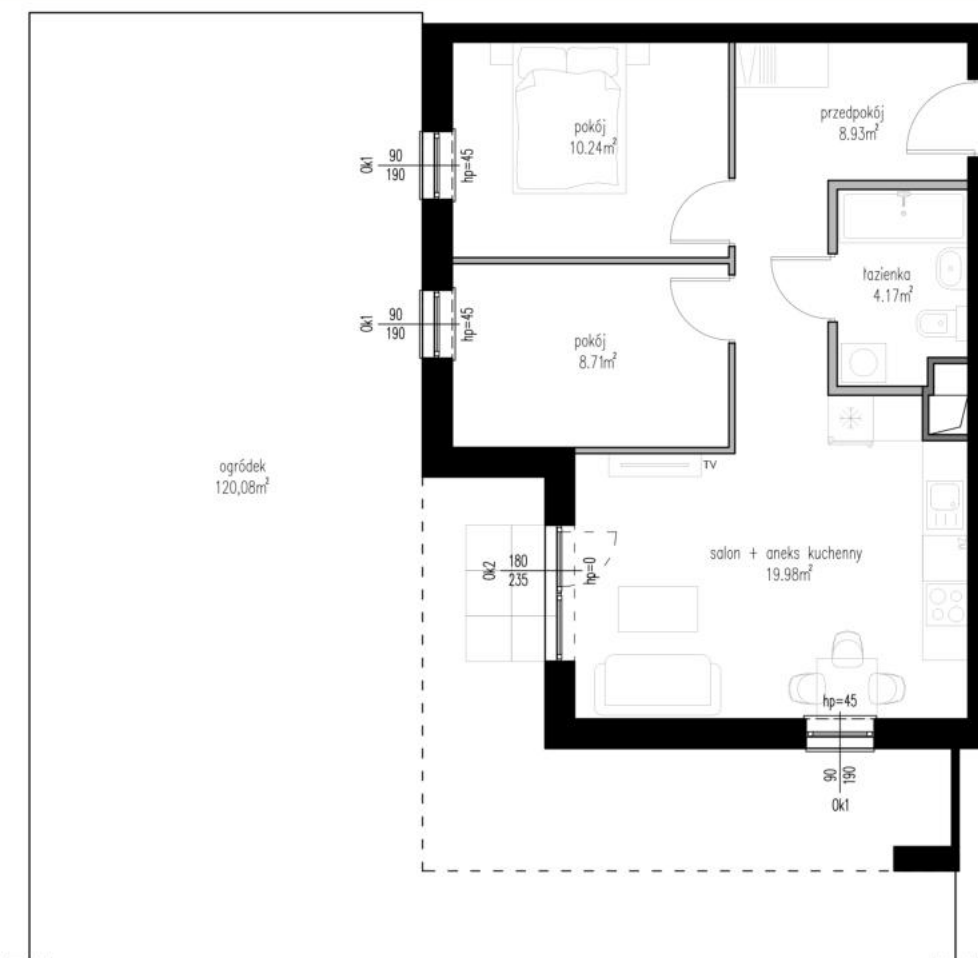 pokój
10.24m²
przedpokój
8.93m²
Ok1
90
190
hp=45
łazienka
4.17m²
Ok1
90
190
hp=45
pokój
8.71m²
ogródek
120,08m²
TV
salon + aneks kuchenny
19.98m²
Ok2
180
235
hp=0
ZW
hp=45
90
190
Ok1